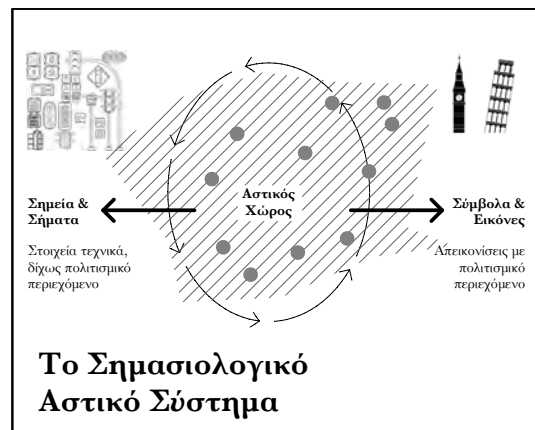 Αστικός
Χώρος
Σημεία &
Σήματα
Σύμβολα &
Εικόνες
Στοιχεία τεχνικά,
δίχως πολιτισμικό
περιεχόμενο
Απεικονίσεις με
πολιτισμικό
περιεχόμενο
Το Σημασιολογικό
Αστικό Σύστημα